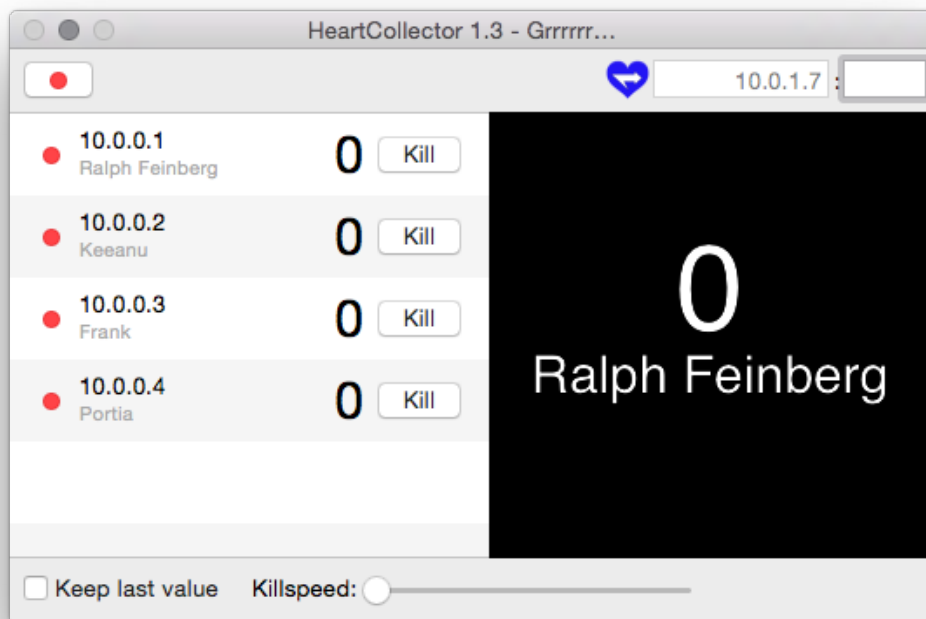 HeartCollector 1.3 - Grrrrrr...
10.0.1.7 :
10.0.0.1
Ralph Feinberg
0 Kill
10.0.0.2
Keeanu
0 Kill
10.0.0.3
Frank
0 Kill
10.0.0.4
Portia
0 Kill
0
Ralph Feinberg
Keep last value Killspeed: